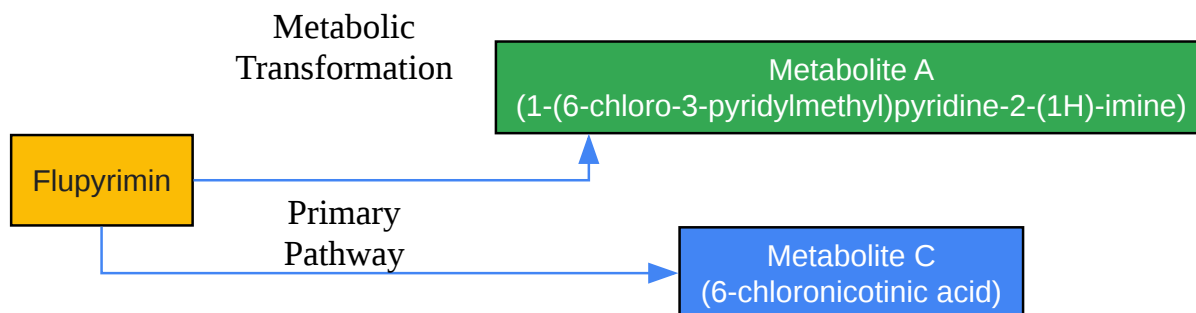 Metabolic
Transformation
Metabolite A
(1-(6-chloro-3-pyridylmethyl)pyridine-2-(1H)-imine)
Flupyrimin
Primary
Pathway
Metabolite C
(6-chloronicotinic acid)